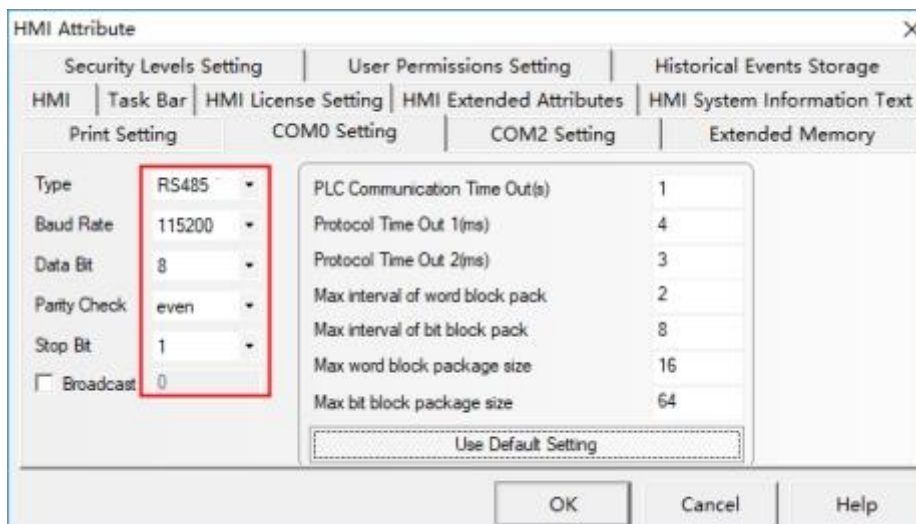 HMI Attribute
Security Levels Setting User Permissions Setting Historical Events Storage
HMI Task Bar HMI License Setting HMI Extended Attributes HMI System Information Text
Print Setting COM0 Setting COM2 Setting Extended Memory
Type RS485
Baud Rate 115200
Data Bit 8
Parity Check even
Stop Bit 1
Broadcast 0
PLC Communication Time Out(s) 1
Protocol Time Out 1(ms) 4
Protocol Time Out 2(ms) 3
Max interval of word block pack 2
Max interval of bit block pack 8
Max word block package size 16
Max bit block package size 64
Use Default Setting
OK Cancel Help